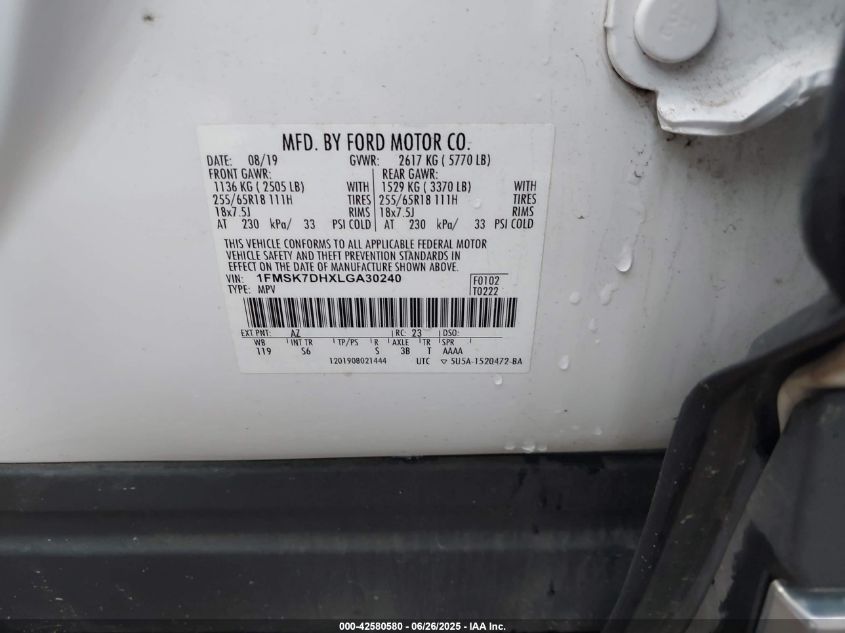 MFD. BY FORD MOTOR CO.
DATE: 08/19 GVWR: 2617 KG ( 5770 LB)
FRONT GAWR: REAR GAWR:
1136 KG ( 2505 LB) WITH 1529 KG ( 3370 LB) WITH
255/65R18 111H TIRES 255/65R18 111H TIRES
18x7.5J RIMS 18x7.5J RIMS
AT 230 kPa/ 33 PSI COLD AT 230 kPa/ 33 PSI COLD
THIS VEHICLE CONFORMS TO ALL APPLICABLE FEDERAL MOTOR
VEHICLE SAFETY AND THEFT PREVENTION STANDARDS IN
EFFECT ON THE DATE OF MANUFACTURE SHOWN ABOVE.
VIN: 1FMSK7DHXLGA30240 F0102
TYPE: MPV T0222
EXT PNT: AZ RC: 23 DSO:
WB INT TR TP/PS R AXLE TR SPR
119 S6 S 3B T AAAA
1201908021444 UTC 5U5A-1520472-BA
000-42580580 / 06/26/2025 - IAA Inc.